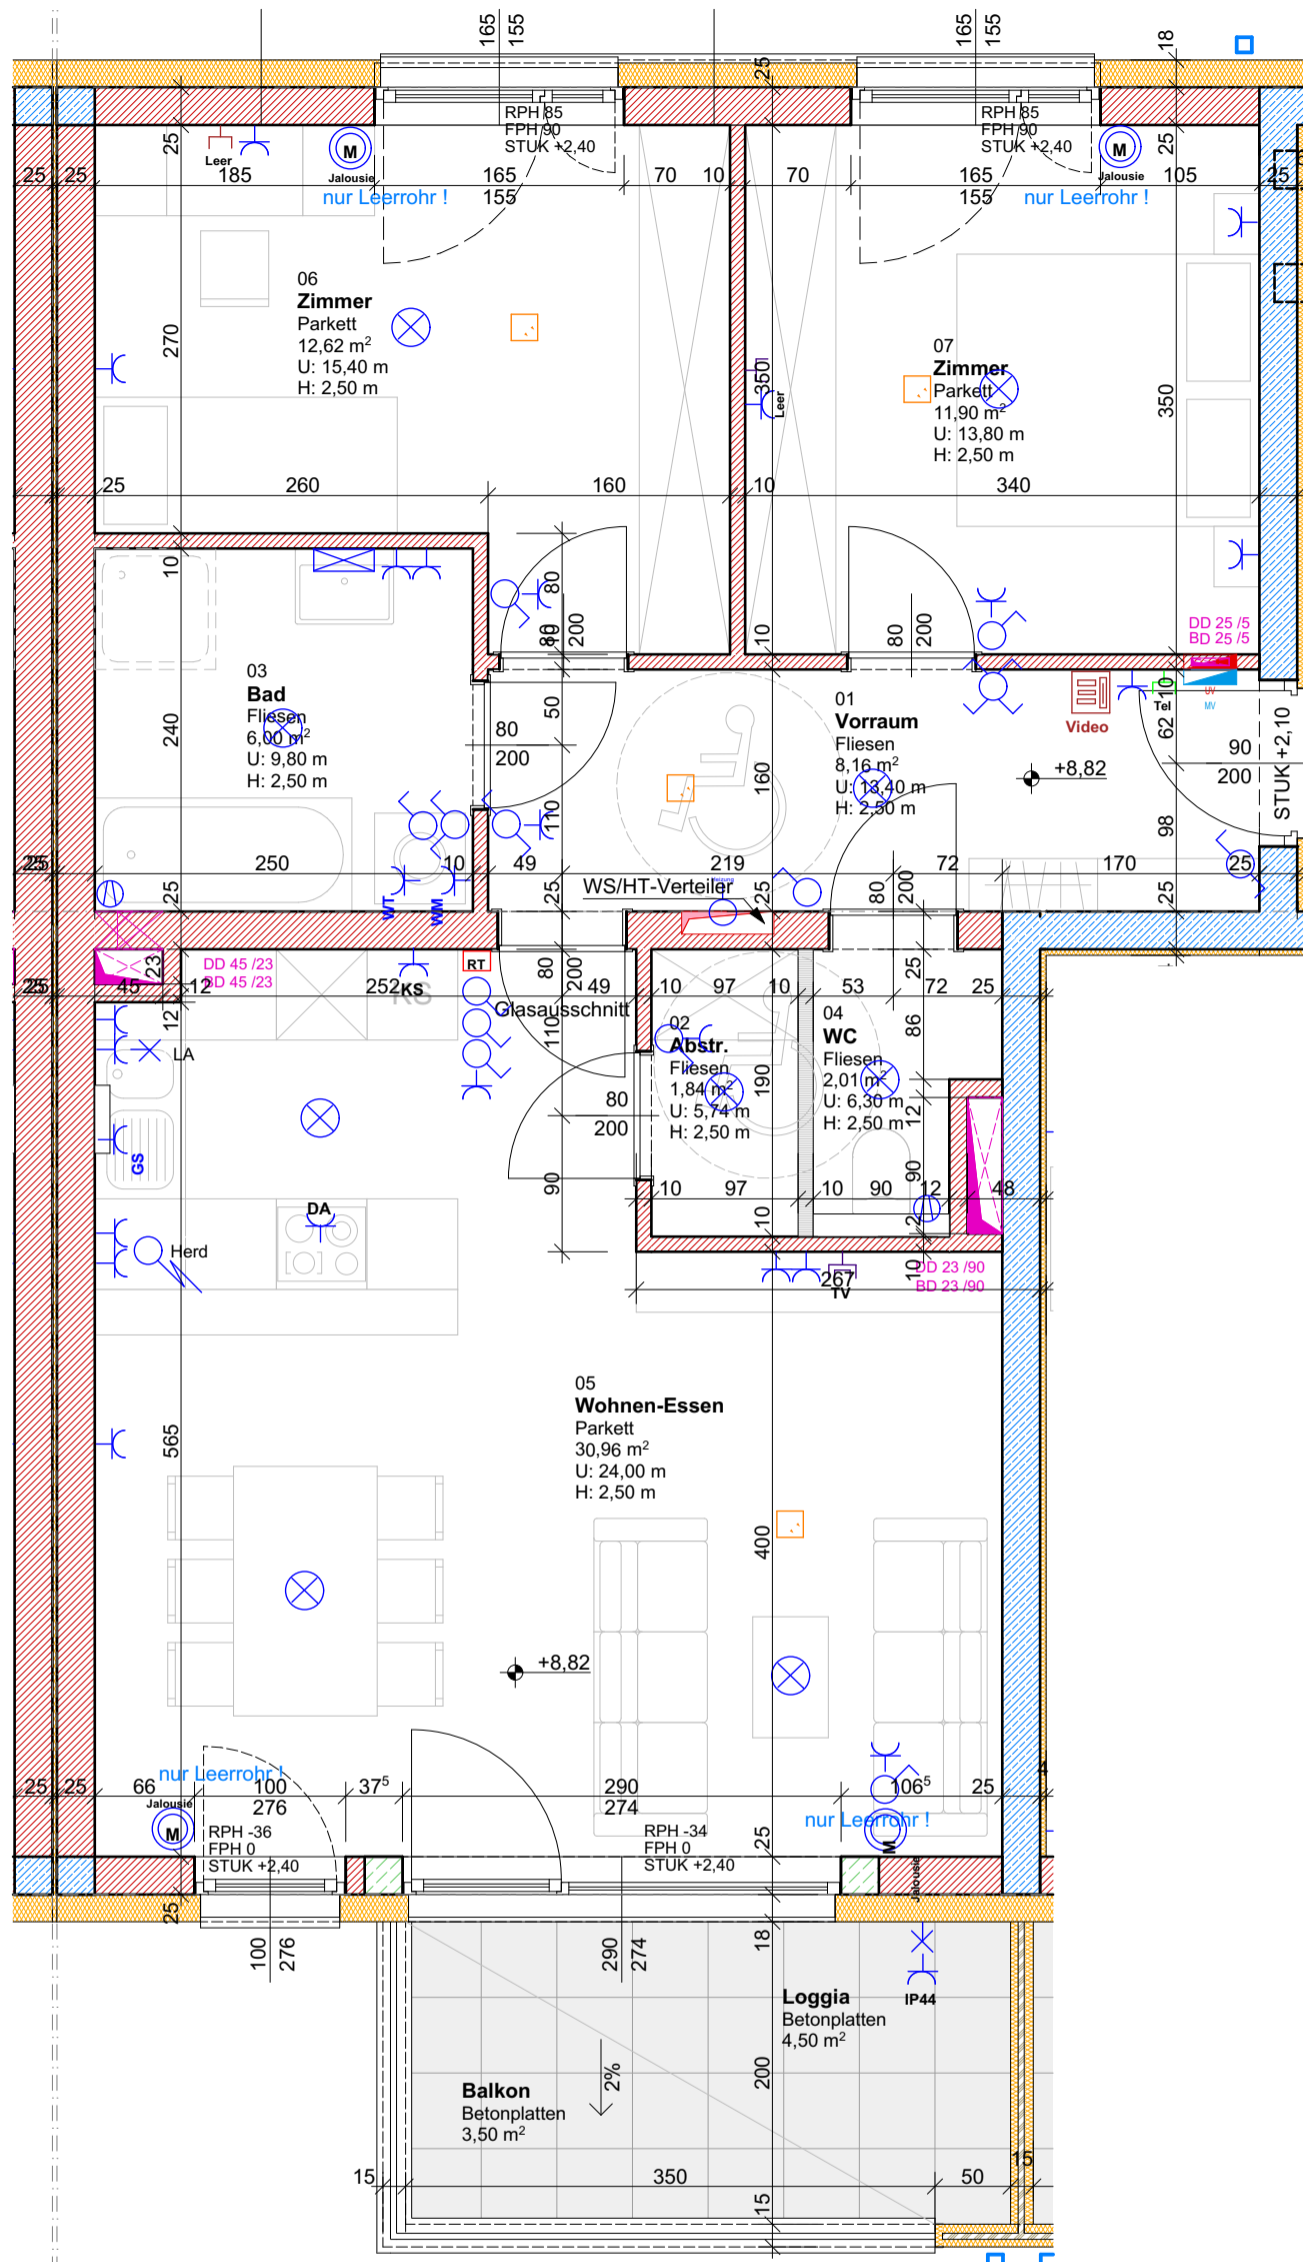 165
155
165
155
18
25
RPH 85
FPH 90
STUK +2,40
RPH 85
FPH 90
STUK +2,40
Leer
M
Jalousie
M
Jalousie
25
25
25
25
185
165
155
70
10
70
165
155
105
25
nur Leerrohr !
nur Leerrohr !
06
Zimmer
Parkett
12,62 m²
U: 15,40 m
H: 2,50 m
270
07
Zimmer
Parkett
11,90 m²
U: 13,80 m
H: 2,50 m
350
Leer
350
25
260
160
10
340
10
80
80
80
200
10
80
200
DD 25 /5
BD 25 /5
UV
MV
03
Bad
Fliesen
6,00 m²
U: 9,80 m
H: 2,50 m
240
50
80
200
110
160
01
Vorraum
Fliesen
8,16 m²
U: 13,40 m
H: 2,50 m
Video
Tel
10
62
+8,82
90
200
STUK +2,10
98
25
250
10
49
219
72
170
25
25
WT
WM
25
WS/HT-Verteiler
Heizung
25
80
200
25
23
DD 45 /23
BD 45 /23
RT
25
45
12
252
KS
KS
80
200
49
10
97
10
53
72
25
25
Glasausschnitt
110
12
LA
02
Abstr.
Fliesen
1,84 m²
U: 5,74 m
H: 2,50 m
190
04
WC
Fliesen
2,01 m²
U: 6,30 m
H: 2,50 m
86
12
80
200
GS
90
90
10
97
10
90
12
48
DA
Herd
10
2
10
DD 23 /90
BD 23 /90
267
TV
05
Wohnen-Essen
Parkett
30,96 m²
U: 24,00 m
H: 2,50 m
565
400
+8,82
nur Leerrohr !
25
25
66
100
276
37⁵
290
274
106⁵
25
4
Jalousie
M
RPH -36
FPH 0
STUK +2,40
RPH -34
FPH 0
STUK +2,40
nur Leerrohr !
M
Jalousie
25
25
100
276
290
274
18
IP44
Loggia
Betonplatten
4,50 m²
2%
200
Balkon
Betonplatten
3,50 m²
15
350
50
15
15